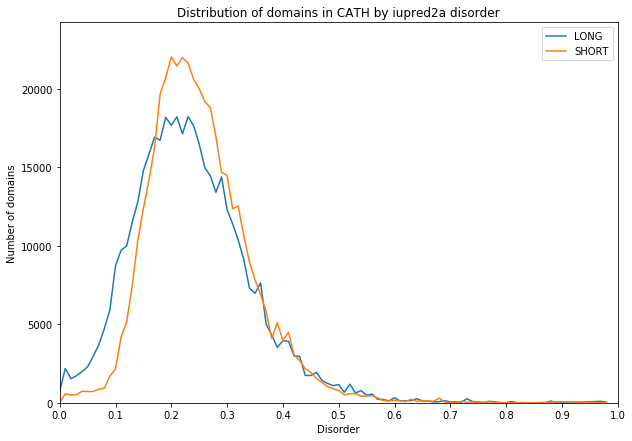 Distribution of domains in CATH by iupred2a disorder
LONG
SHORT
Number of domains
20000
15000
10000
5000
0
0.0 0.1 0.2 0.3 0.4 0.5 0.6 0.7 0.8 0.9 1.0
Disorder